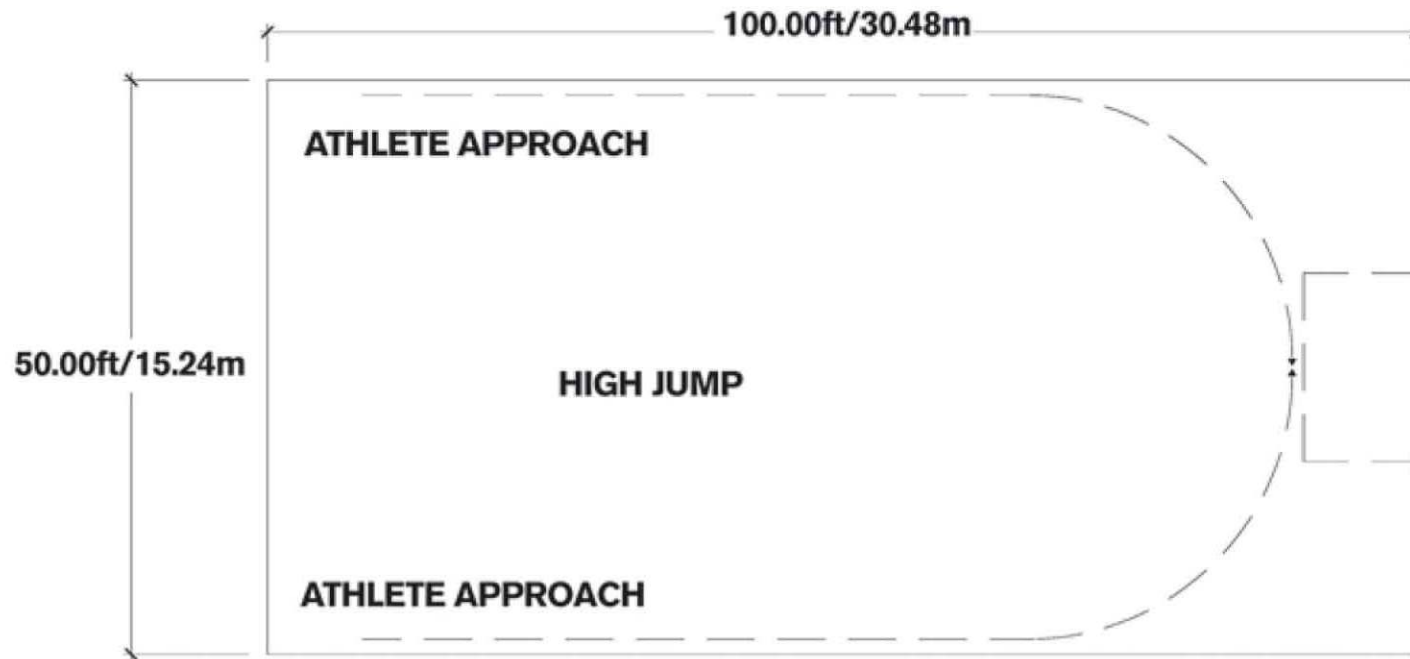 100.00ft/30.48m
ATHLETE APPROACH
50.00ft/15.24m
HIGH JUMP
ATHLETE APPROACH